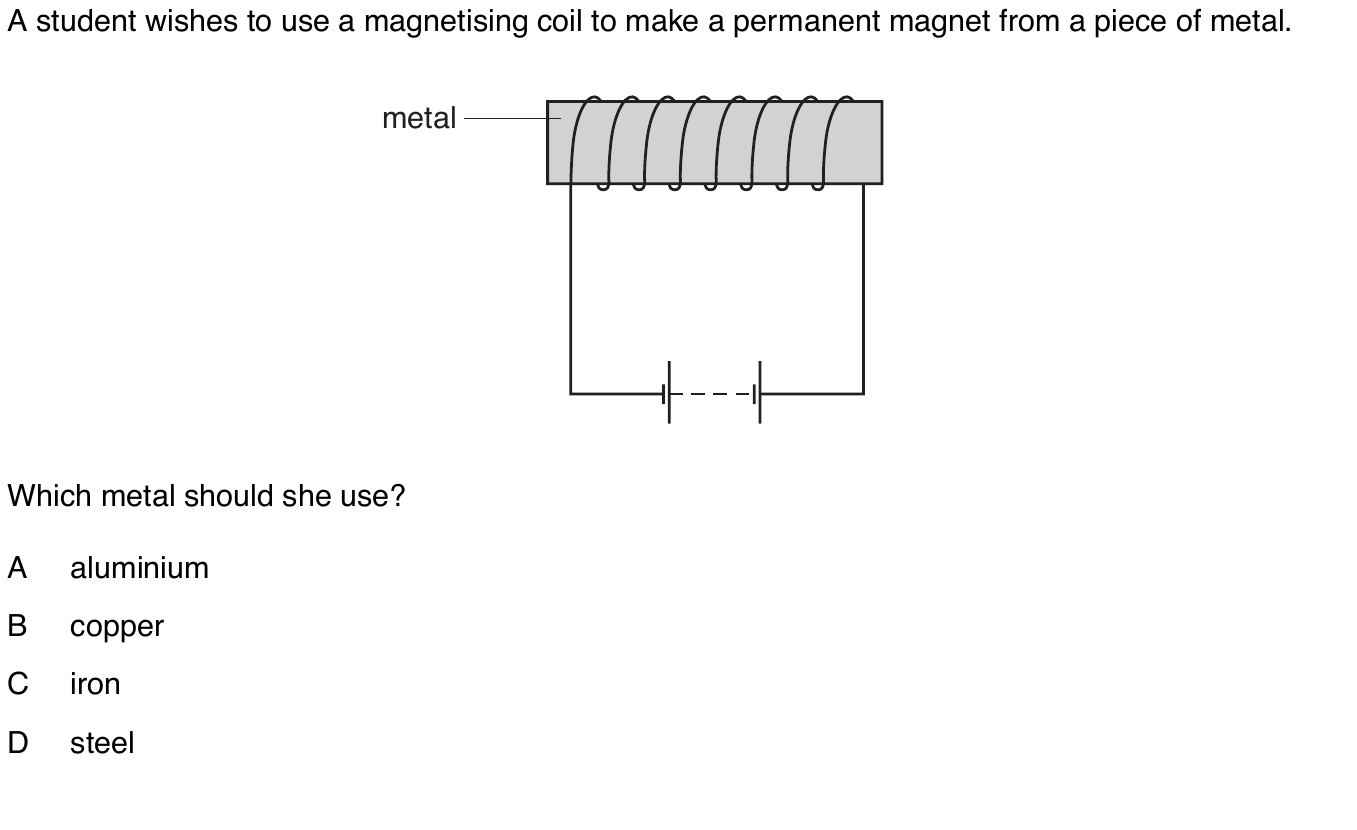 A student wishes to use a magnetising coil to make a permanent magnet from a piece of metal.
metal
Which metal should she use?
A aluminium
B copper
C iron
D steel